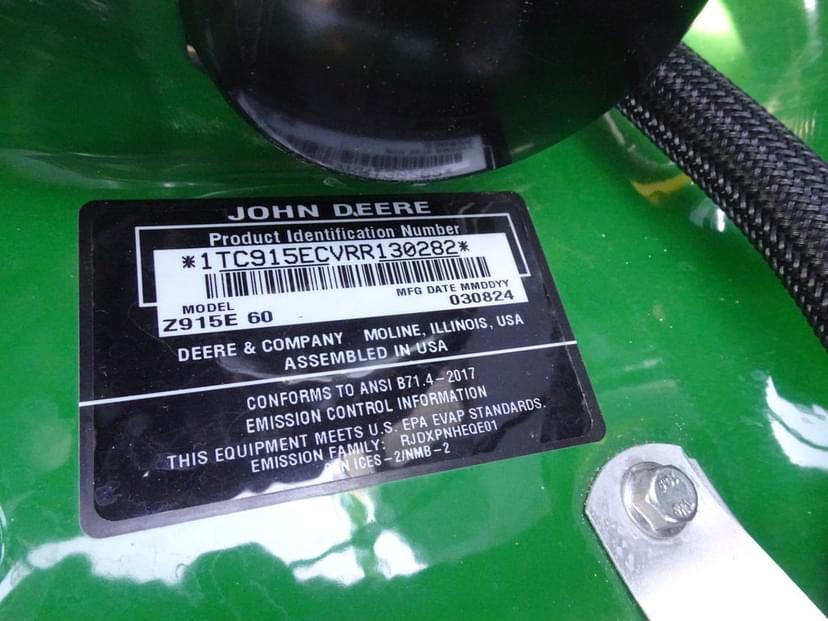 JOHN DEERE
Product Identification Number
*1TC915ECVRR130282*
MODEL
MFG DATE MMDDYY
Z915E 60
030824
DEERE & COMPANY MOLINE, ILLINOIS, USA
ASSEMBLED IN USA
CONFORMS TO ANSI B71.4-2017
EMISSION CONTROL INFORMATION
THIS EQUIPMENT MEETS U.S. EPA EVAP STANDARDS.
EMISSION FAMILY: RJDXPNHEQE01
ICES-2/NMB-2